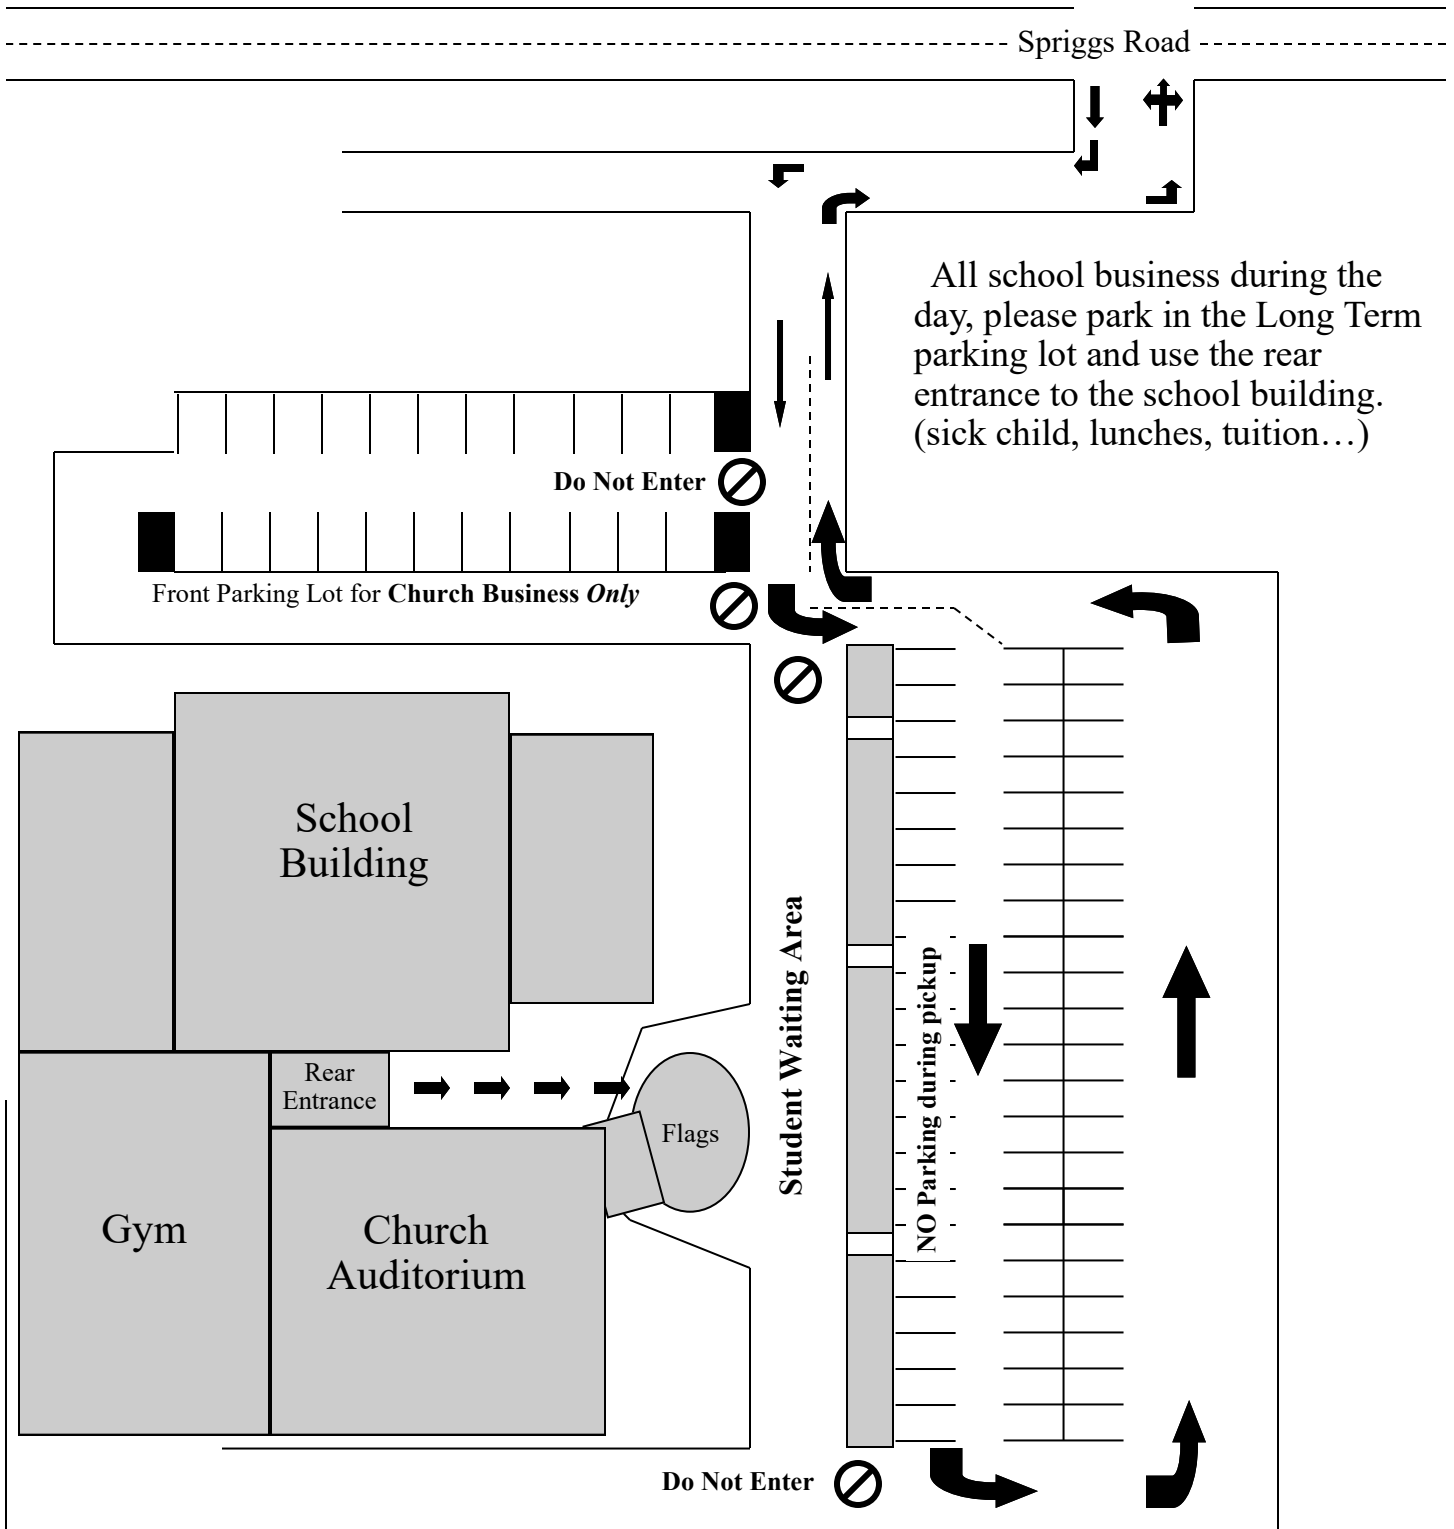 Spriggs Road
All school business during the
day, please park in the Long Term
parking lot and use the rear
entrance to the school building.
(sick child, lunches, tuition…)
Do Not Enter
Front Parking Lot for Church Business Only
School
Building
Student Waiting Area
NO Parking during pickup
Rear
Entrance
Flags
Gym
Church
Auditorium
Do Not Enter